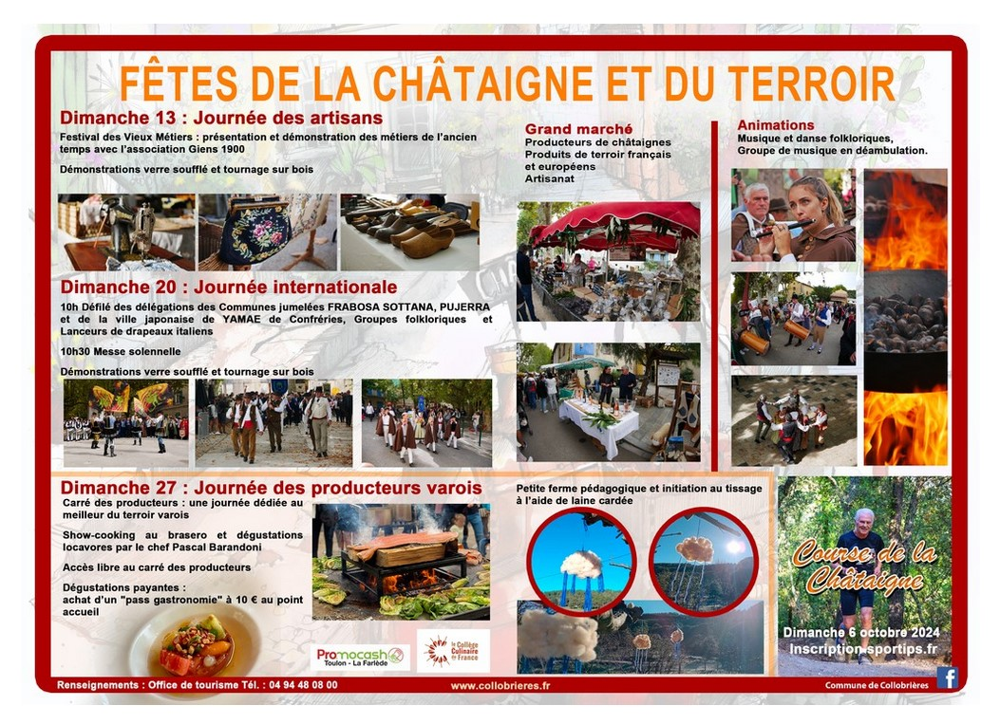 FÊTES DE LA CHÂTAIGNE ET DU TERROIR
Dimanche 13 : Journée des artisans
Festival des Vieux Métiers : présentation et démonstration des métiers de l'ancien
temps avec l'association Giens 1900
Démonstrations verre soufflé et tournage sur bois
Dimanche 20 : Journée internationale
10h Défilé des délégations des Communes jumelées FRABOSA SOTTANA, PUJERRA
et de la ville japonaise de YAMAE de Confréries, Groupes folkloriques et
Lanceurs de drapeaux italiens
10h30 Messe solennelle
Démonstrations verre soufflé et tournage sur bois
Grand marché
Producteurs de châtaignes
Produits de terroir français
et européens
Artisanat
Animations
Musique et danse folkloriques,
Groupe de musique en déambulation.
Dimanche 27 : Journée des producteurs varois
Carré des producteurs : une journée dédiée au
meilleur du terroir varois
Show-cooking au brasero et dégustations
locavores par le chef Pascal Barandoni
Accès libre au carré des producteurs
Dégustations payantes :
achat d'un "pass gastronomie" à 10 € au point
accueil
Promocash
Toulon - La Farlède
le Collège
Culinaire
de France
Petite ferme pédagogique et initiation au tissage
à l'aide de laine cardée
Course de la
Châtaigne
Dimanche 6 octobre 2024
Inscription sportips.fr
Renseignements : Office de tourisme Tél. : 04 94 48 08 00
www.collobrieres.fr
Commune de Collobrières
f